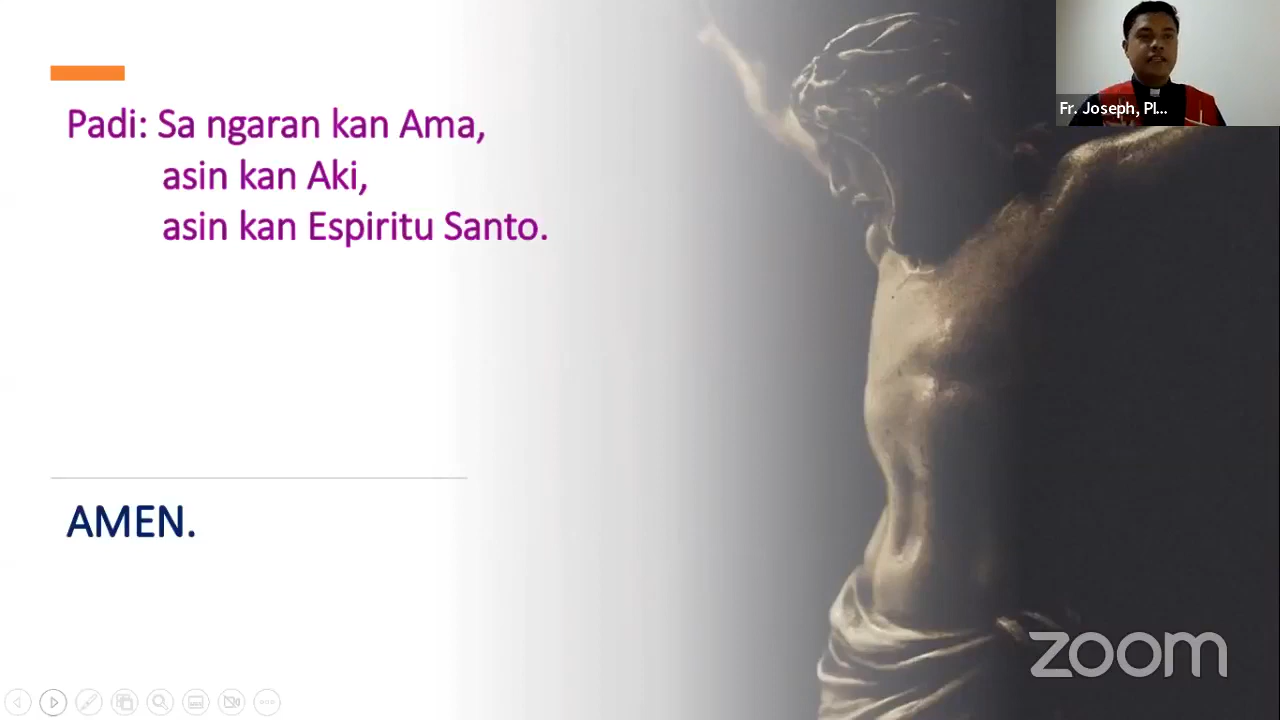 Padi: Sa ngaran kan Ama,
asin kan Aki,
asin kan Espiritu Santo.
AMEN.
Fr. Joseph, Pl...
zoom